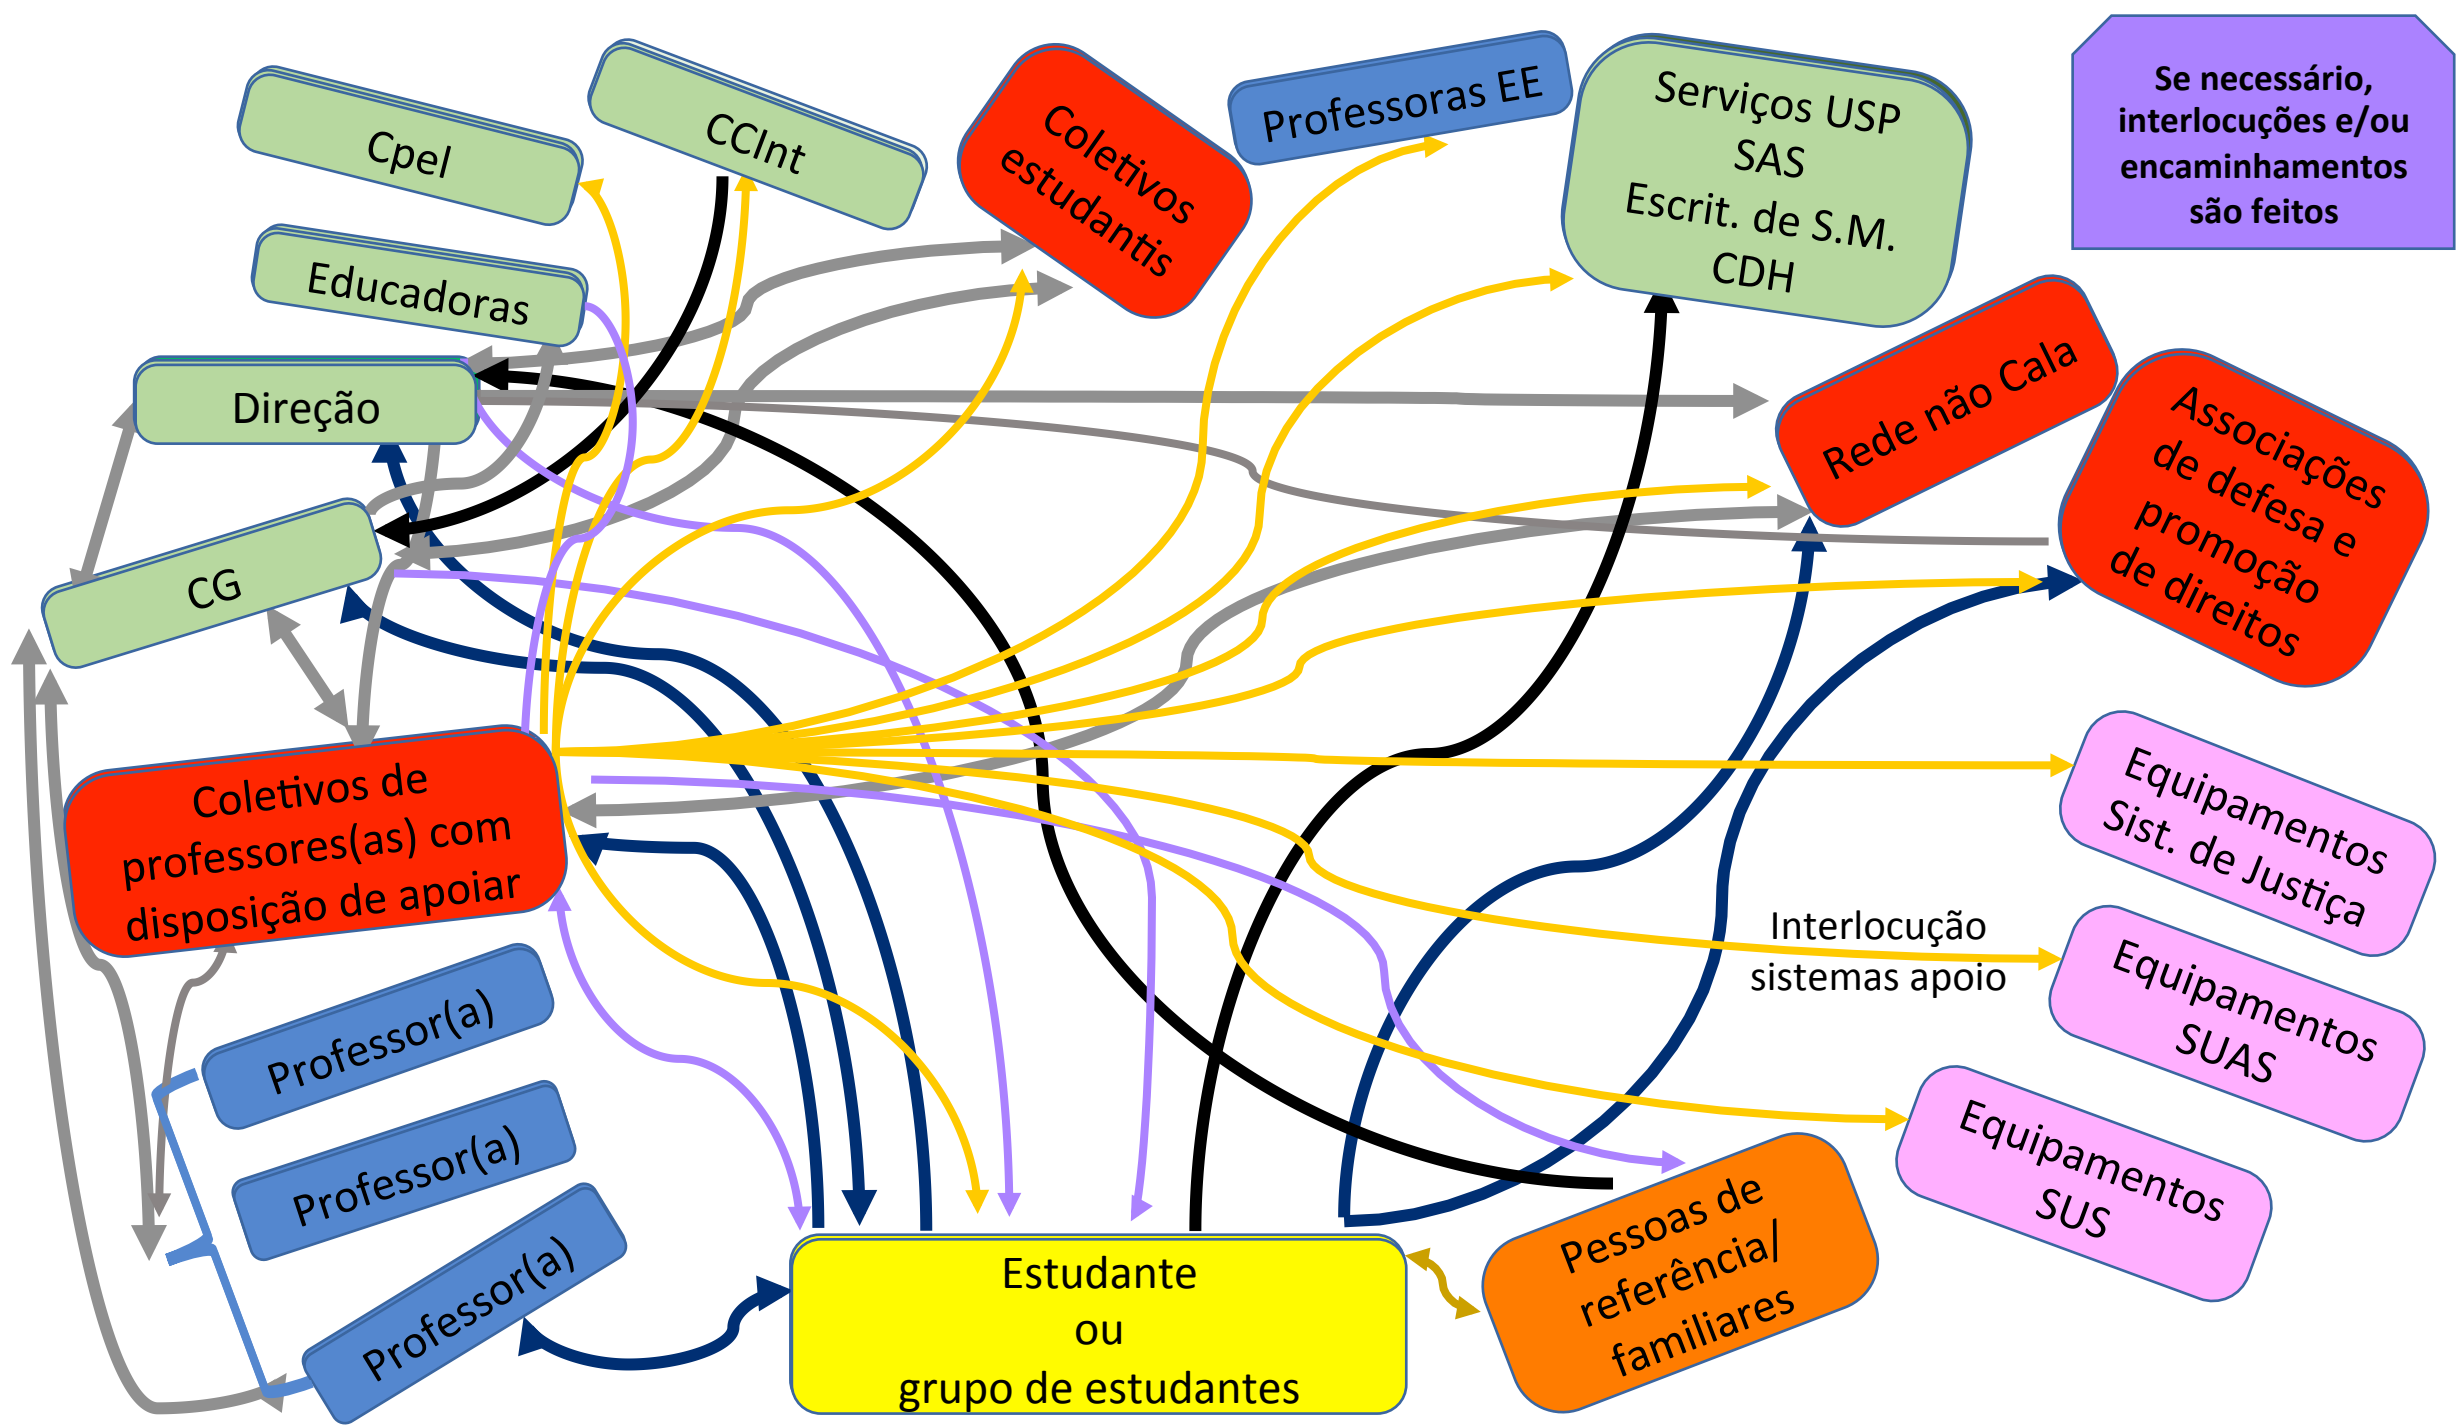 Cpel
CCInt
Coletivos
estudantis
Professoras EE
Serviços USP
SAS
Escrit. de S.M.
CDH
Se necessário,
interlocuções e/ou
encaminhamentos
são feitos
Educadoras
Direção
Rede não Cala
Associações
de defesa e
promoção
de direitos
CG
Coletivos de
professores(as) com
disposição de apoiar
Equipamentos
Sist. de Justiça
Interlocução
sistemas apoio
Equipamentos
SUAS
Professor(a)
Professor(a)
Professor(a)
Equipamentos
SUS
Estudante
ou
grupo de estudantes
Pessoas de
referência/
familiares